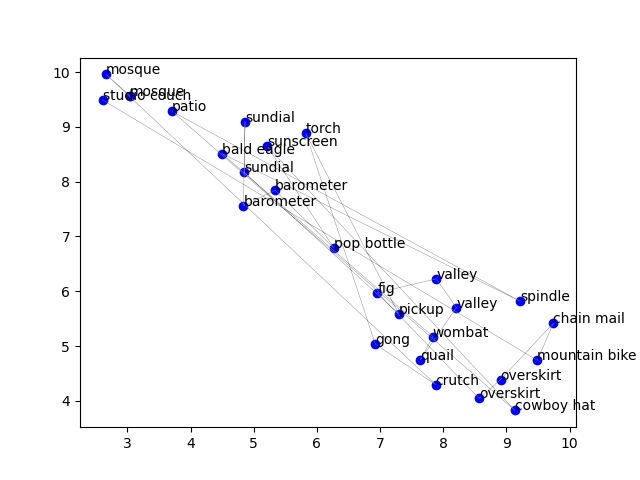 10
9
8
7
6
5
4
3
4
5
6
7
8
9
10
mosque
mosque
studio couch
patio
sundial
torch
sunscreen
bald eagle
sundial
barometer
barometer
pop bottle
valley
fig
spindle
valley
pickup
chain mail
wombat
gong
quail
mountain bike
crutch
overskirt
overskirt
cowboy hat